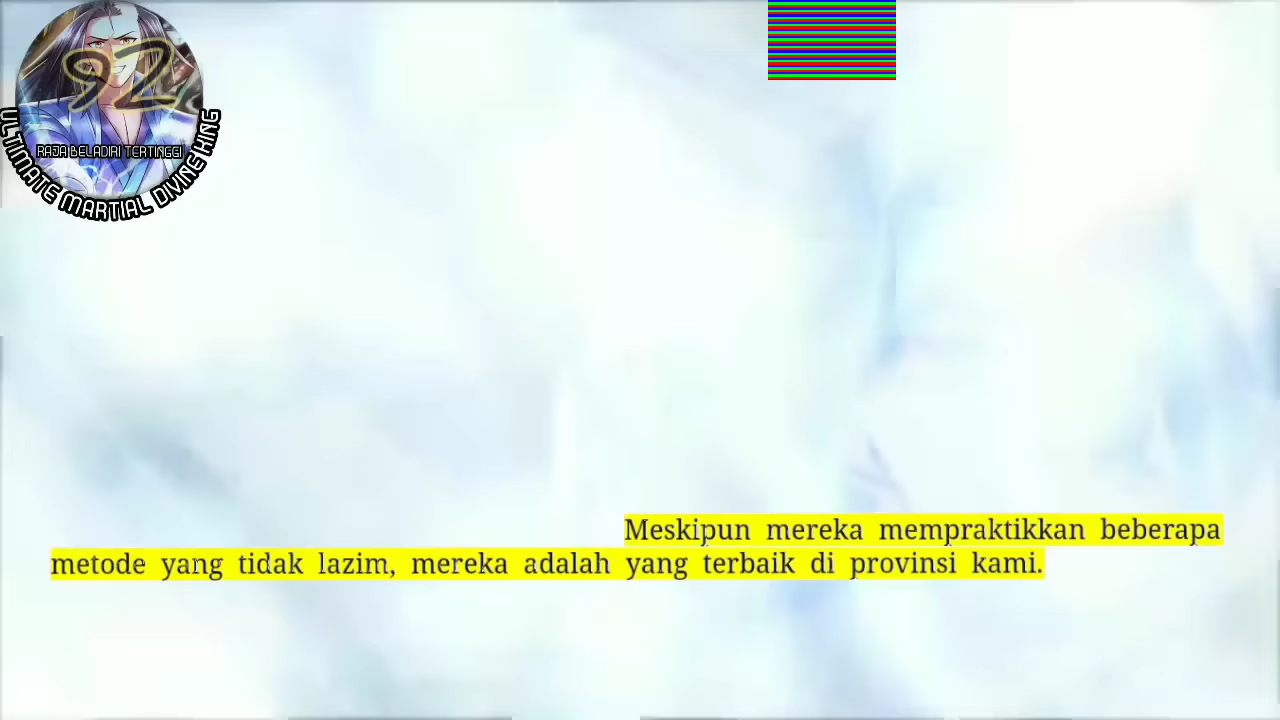 92
RAJA BELADIRI TERTINGGI
ULTIMATE MARTIAL DIVINE KING
Meskipun mereka mempraktikkan beberapa
metode yang tidak lazim, mereka adalah yang terbaik di provinsi kami.